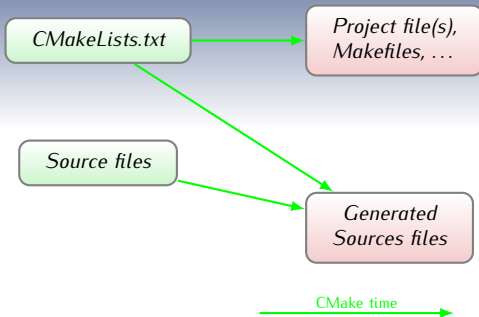 CMakeLists.txt
Project file(s),
Makefiles, ...
Source files
Generated
Sources files
CMake time